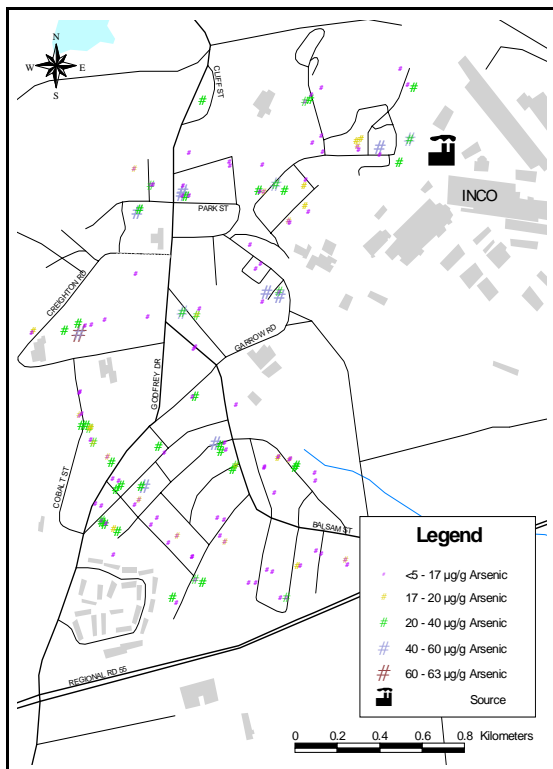 N
W E
S
CLIFF ST
INCO
PARK ST
CREIGHTON RD
GARROW RD
GODFREY DR
COBALT ST
BALSAM ST
REGIONAL RD 55
Legend
<5 - 17 µg/g Arsenic
17 - 20 µg/g Arsenic
20 - 40 µg/g Arsenic
40 - 60 µg/g Arsenic
60 - 63 µg/g Arsenic
Source
0 0.2 0.4 0.6 0.8 Kilometers